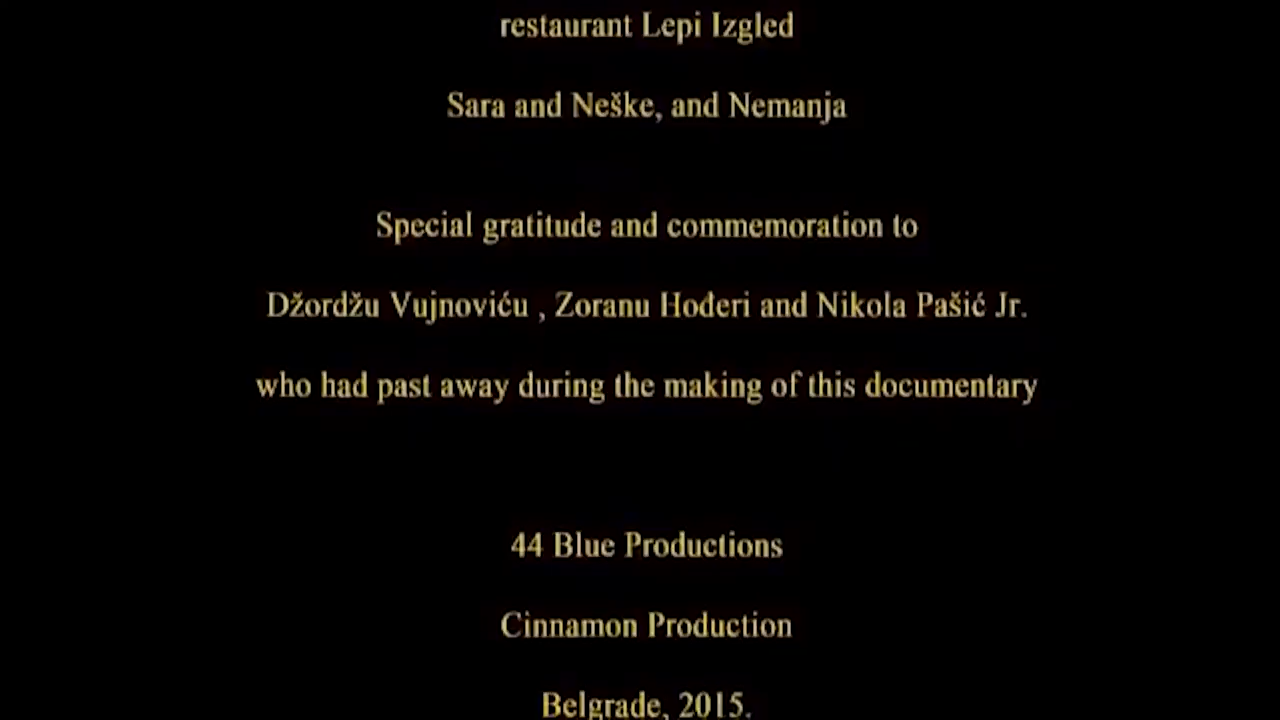 restaurant Lepi Izgled
Sara and Neške, and Nemanja
Special gratitude and commemoration to
Džordžu Vujnoviću , Zoranu Hođeri and Nikola Pašić Jr.
who had past away during the making of this documentary
44 Blue Productions
Cinnamon Production
Belgrade, 2015.